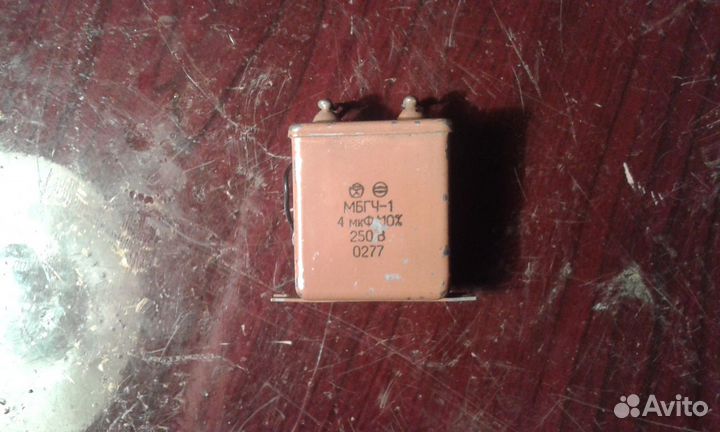 МБГЧ-1
4 мкФ ±10%
250 В
0277
Avito